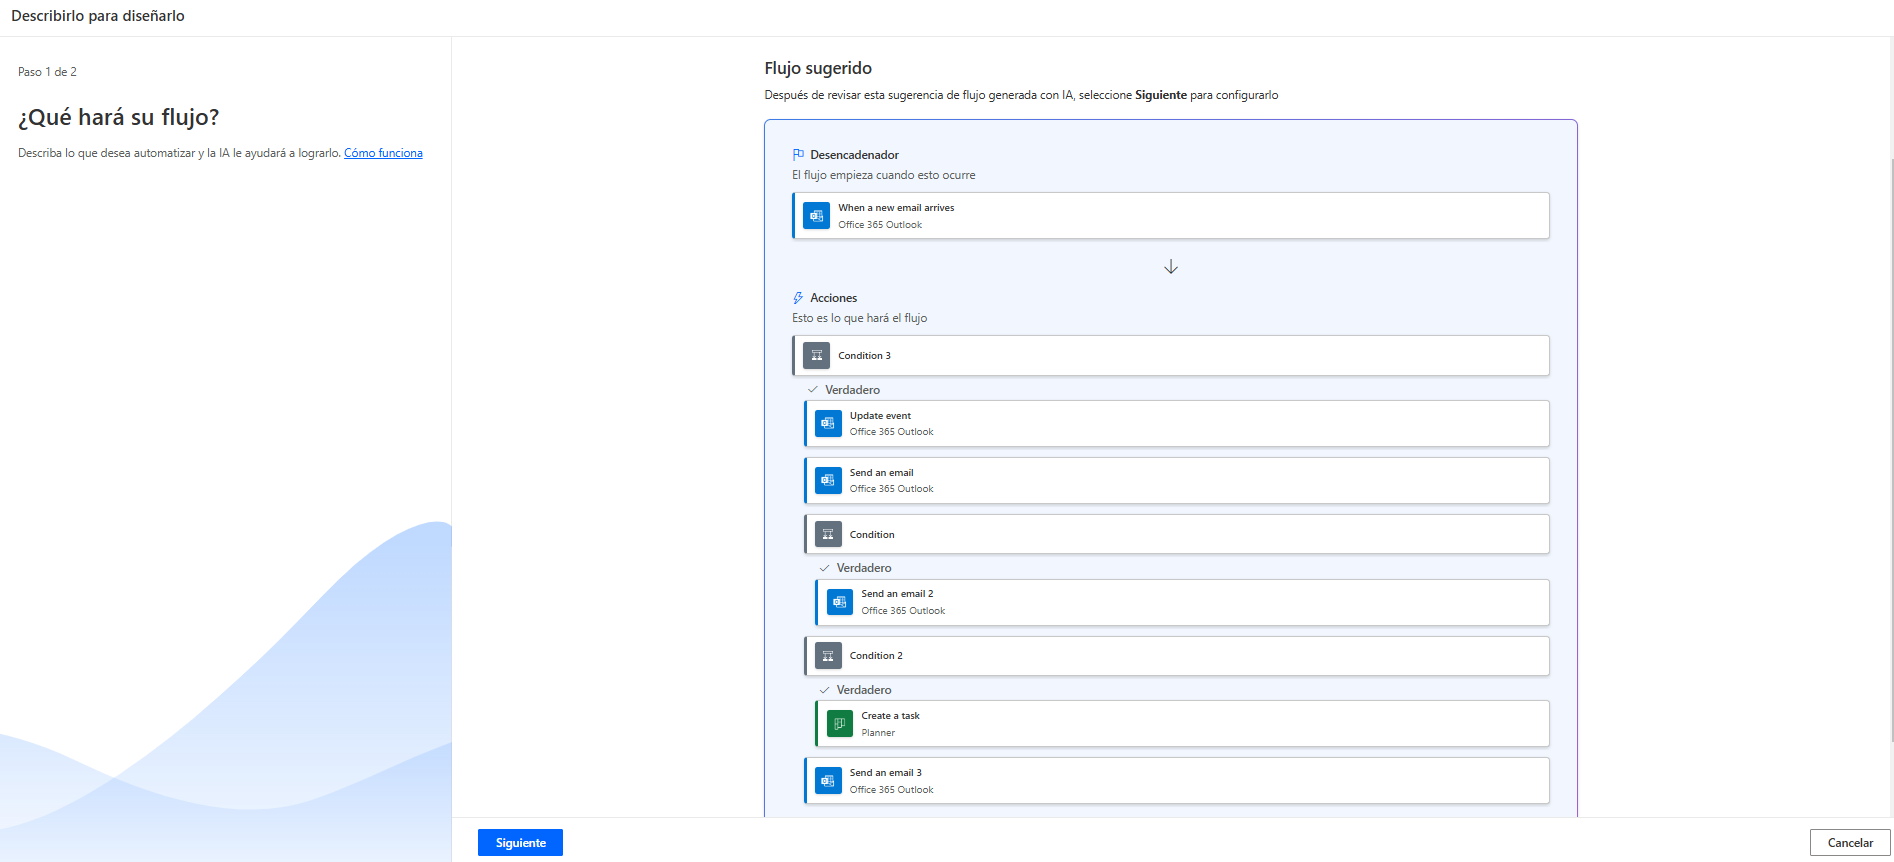 Describirlo para diseñarlo
Paso 1 de 2
¿Qué hará su flujo?
Describa lo que desea automatizar y la IA le ayudará a lograrlo. Cómo funciona
Flujo sugerido
Después de revisar esta sugerencia de flujo generada con IA, seleccione Siguiente para configurarlo
Desencadenador
El flujo empieza cuando esto ocurre
When a new email arrives
Office 365 Outlook
Acciones
Esto es lo que hará el flujo
Condition 3
Verdadero
Update event
Office 365 Outlook
Send an email
Office 365 Outlook
Condition
Verdadero
Send an email 2
Office 365 Outlook
Condition 2
Verdadero
Create a task
Planner
Send an email 3
Office 365 Outlook
Siguiente
Cancelar